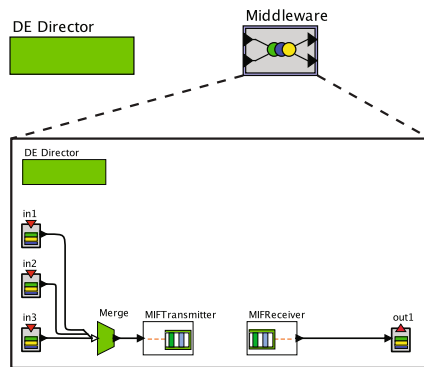 Middleware
DE Director
DE Director
in1
in2
in3
Merge
MIFTransmitter
MIFReceiver
out1